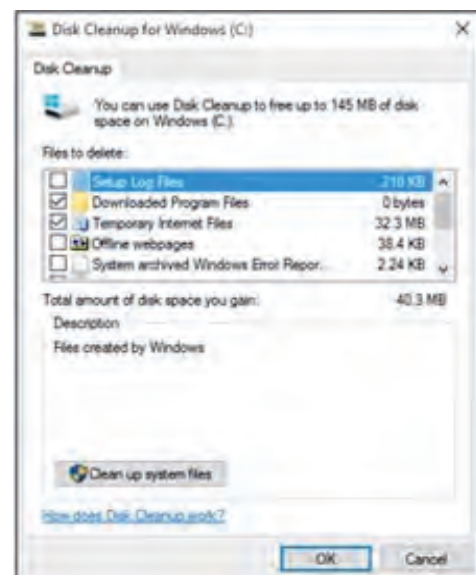 Disk Cleanup for Windows (C:)
Disk Cleanup
You can use Disk Cleanup to free up to 145 MB of disk
space on Windows (C:).
Files to delete:
Setup Log Files 218 KB
Downloaded Program Files 0 bytes
Temporary Internet Files 32.3 MB
Offline webpages 38.4 KB
System archived Windows Error Repor... 2.24 KB
Total amount of disk space you gain: 40.3 MB
Description
Files created by Windows
Clean up system files
How does Disk Cleanup work?
OK Cancel